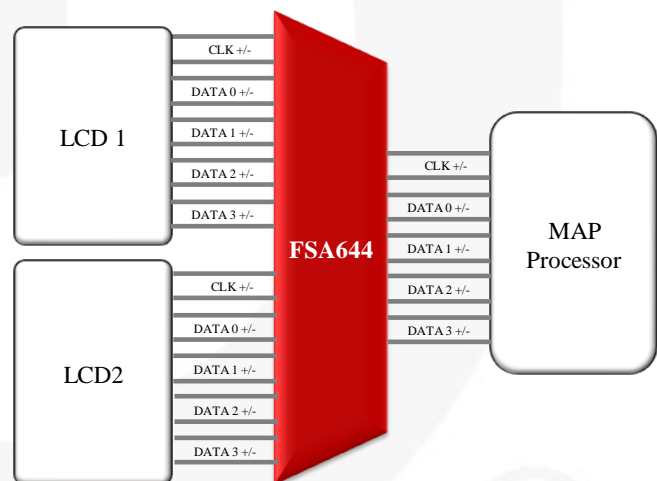 LCD 1
CLK +/-
DATA 0 +/-
DATA 1 +/-
DATA 2 +/-
DATA 3 +/-
LCD2
CLK +/-
DATA 0 +/-
DATA 1 +/-
DATA 2 +/-
DATA 3 +/-
FSA644
CLK +/-
DATA 0 +/-
DATA 1 +/-
DATA 2 +/-
DATA 3 +/-
MAP
Processor